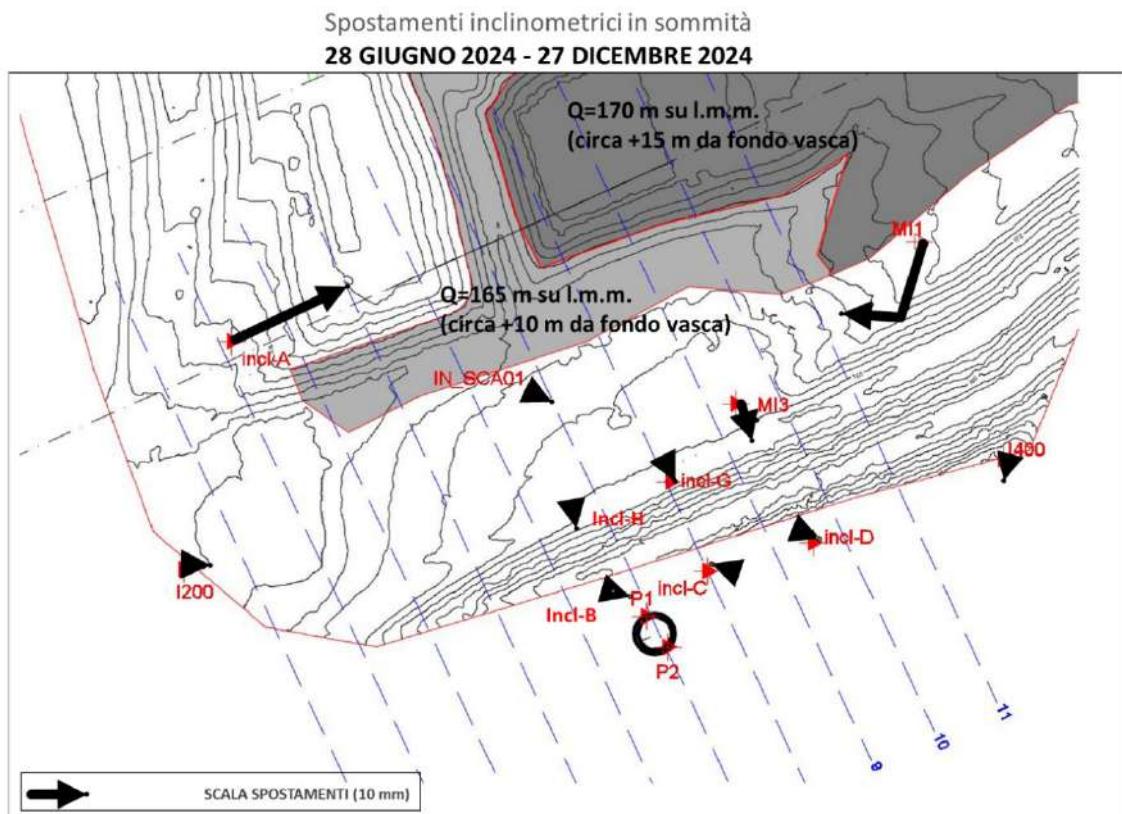 Spostamenti inclinometrici in sommità
28 GIUGNO 2024 - 27 DICEMBRE 2024
Q=170 m su l.m.m.
(circa +15 m da fondo vasca)
MI1
Q=165 m su l.m.m.
(circa +10 m da fondo vasca)
incl-A
IN_SCA01
MI3
I400
incl-G
Incl-H
incl-D
I200
incl-C
Incl-B
P1
P2
11
10
9
SCALA SPOSTAMENTI (10 mm)